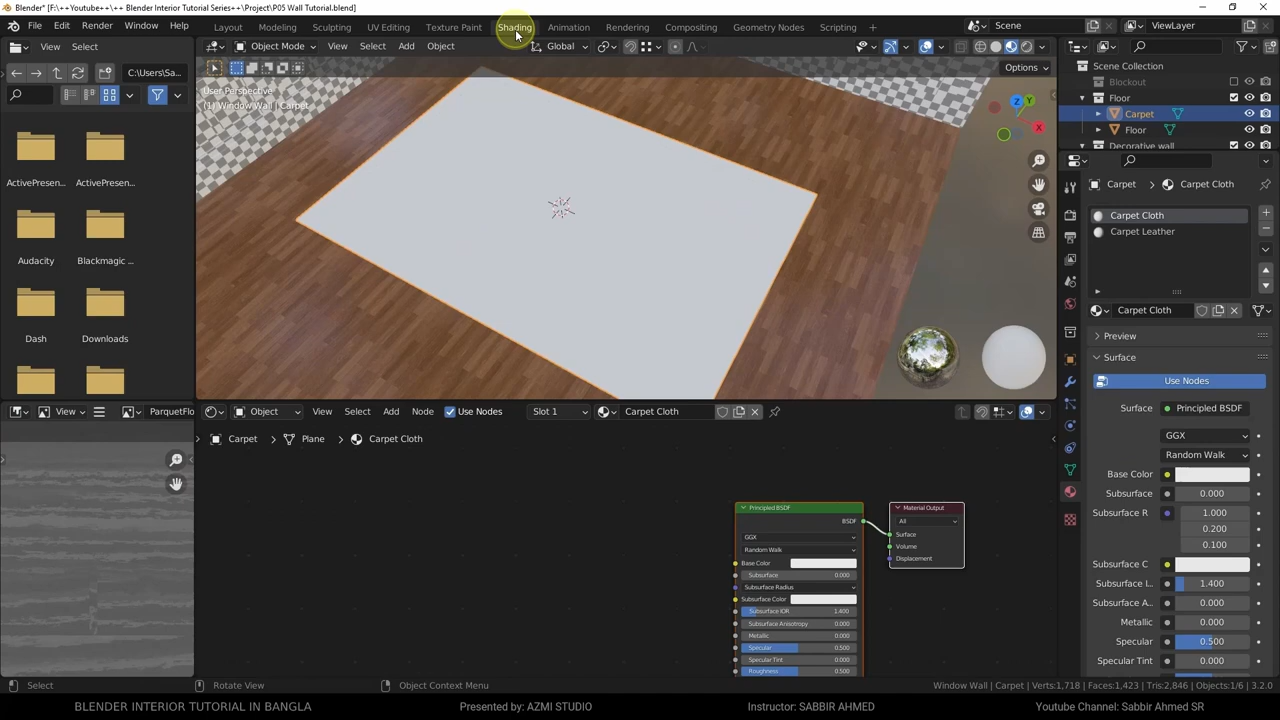 Blender* [F:\++Youtube++\++ Blender Interior Tutorial Series++\Project\P05 Wall Tutorial.blend]
File Edit Render Window Help Layout Modeling Sculpting UV Editing Texture Paint Shading Animation Rendering Compositing Geometry Nodes Scripting + Scene ViewLayer
View Select Object Mode View Select Add Object Global
C:\Users\Sa... Options
User Perspective
(1) Window Wall | Carpet
Z Y X
Scene Collection
Blockout
Floor
Carpet
Floor
Decorative wall
ActivePresen... ActivePresen...
Audacity Blackmagic ...
Dash Downloads
Carpet Carpet Cloth
Carpet Cloth
Carpet Leather
Carpet Cloth
Preview
Surface
Use Nodes
Surface Principled BSDF
GGX
Random Walk
Base Color
Subsurface 0.000
Subsurface R 1.000
0.200
0.100
Subsurface C
Subsurface I.. 1.400
Subsurface A.. 0.000
Metallic 0.000
Specular 0.500
Specular Tint 0.000
View ParquetFlo Object View Select Add Node Use Nodes Slot 1 Carpet Cloth
Carpet Plane Carpet Cloth
Principled BSDF
BSDF
GGX
Random Walk
Base Color
Subsurface 0.000
Subsurface Radius
Subsurface Color
Subsurface IOR 1.400
Subsurface Anisotropy 0.000
Metallic 0.000
Specular 0.500
Specular Tint 0.000
Roughness 0.500
Material Output
All
Surface
Volume
Displacement
Select Rotate View Object Context Menu Window Wall | Carpet | Verts:1,718 | Faces:1,423 | Tris:2,846 | Objects:1/6 | 3.2.0
BLENDER INTERIOR TUTORIAL IN BANGLA Presented by: AZMI STUDIO Instructor: SABBIR AHMED Youtube Channel: Sabbir Ahmed SR